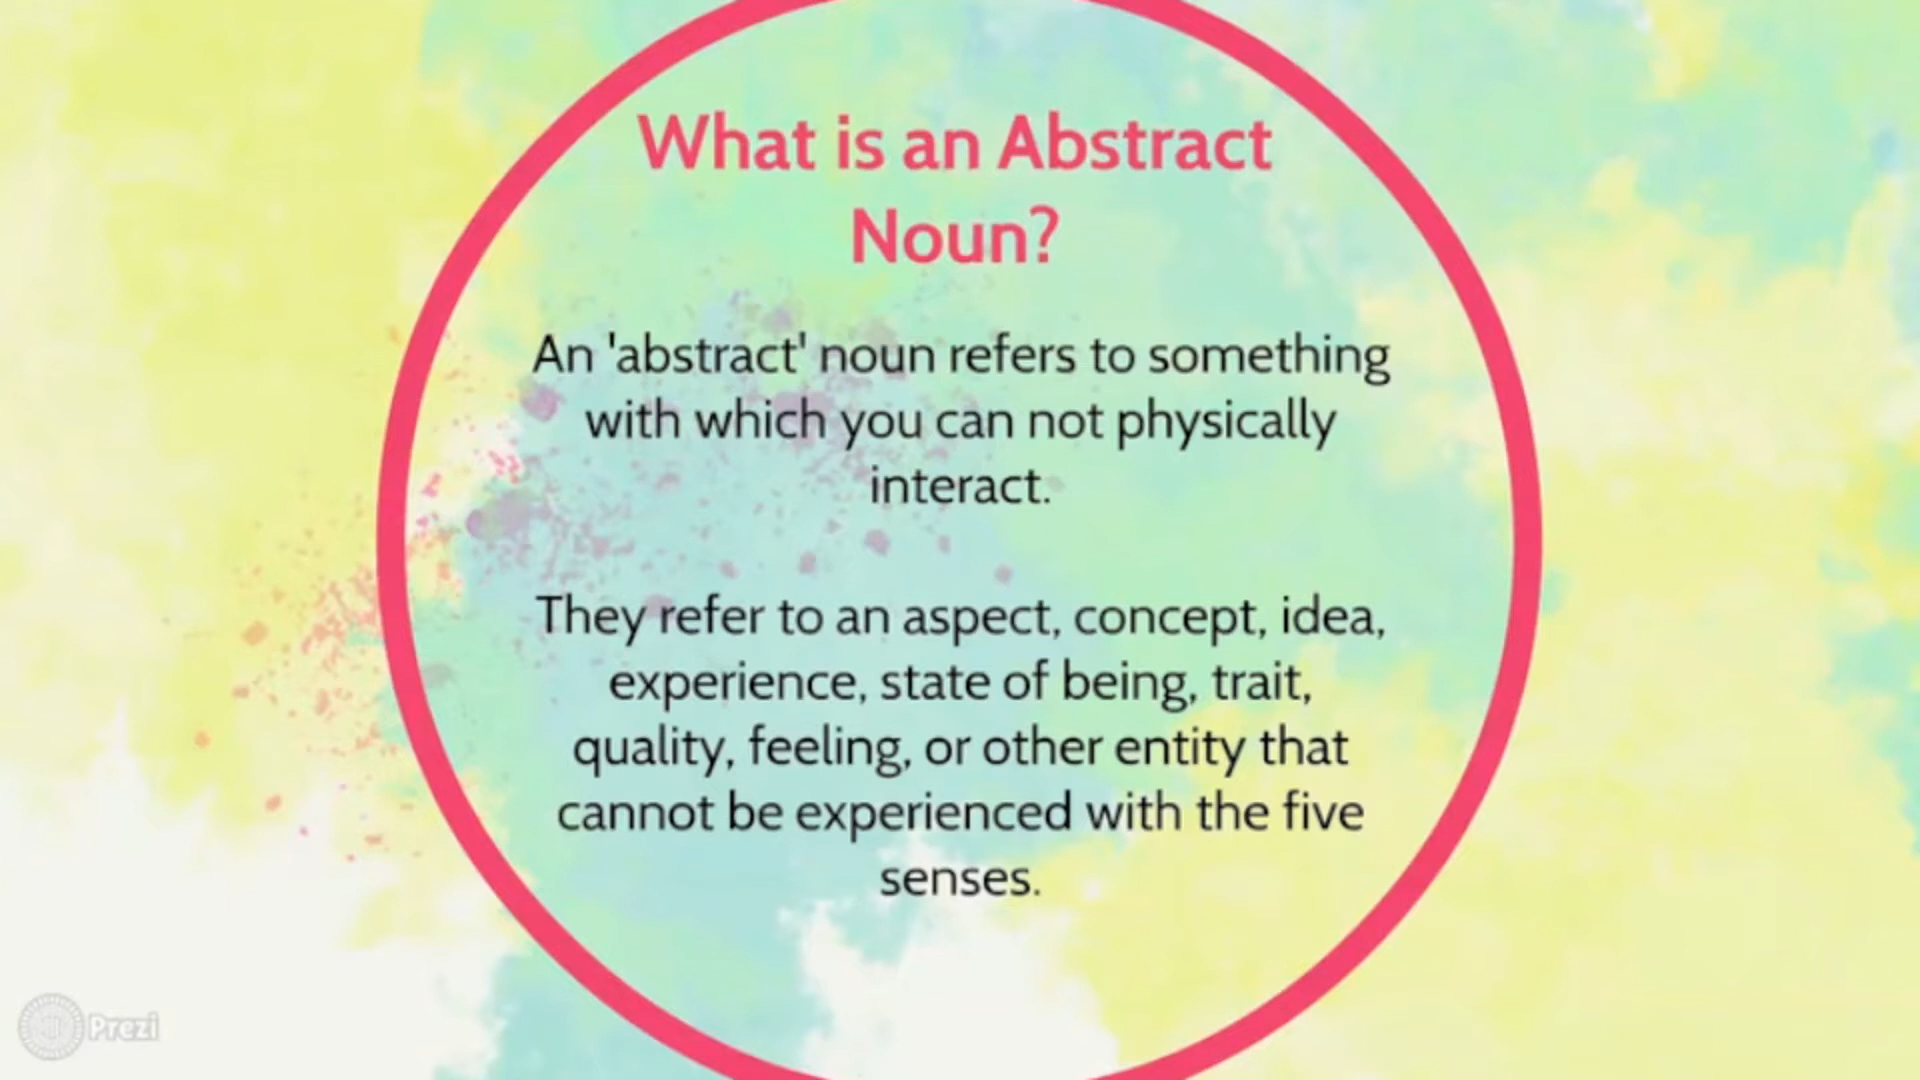 What is an Abstract
Noun?
An 'abstract' noun refers to something
with which you can not physically
interact.
They refer to an aspect, concept, idea,
experience, state of being, trait,
quality, feeling, or other entity that
cannot be experienced with the five
senses.
Prezi